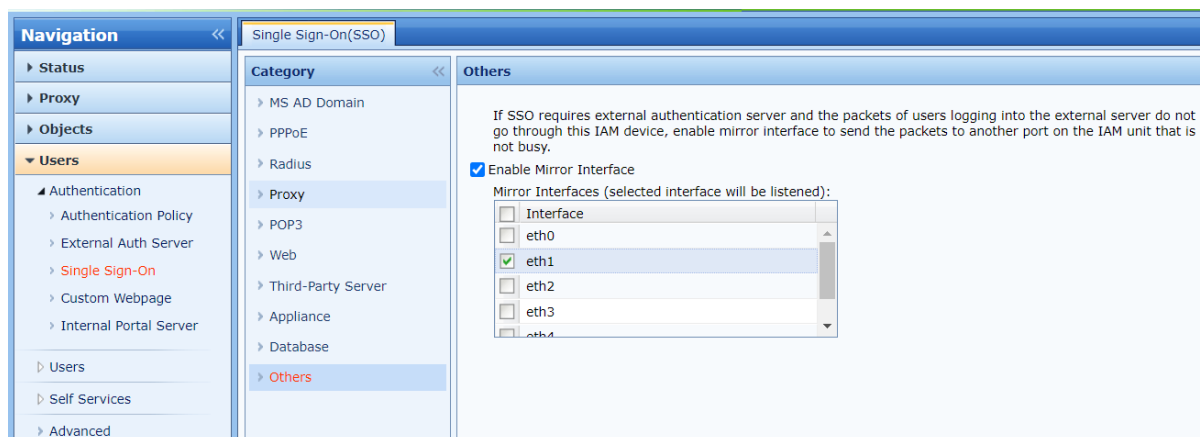 Navigation
Status
Proxy
Objects
Users
Authentication
Authentication Policy
External Auth Server
Single Sign-On
Custom Webpage
Internal Portal Server
Users
Self Services
Advanced
Single Sign-On(SSO)
Category
MS AD Domain
PPPoE
Radius
Proxy
POP3
Web
Third-Party Server
Appliance
Database
Others
Others
If SSO requires external authentication server and the packets of users logging into the external server do not
go through this IAM device, enable mirror interface to send the packets to another port on the IAM unit that is
not busy.
Enable Mirror Interface
Mirror Interfaces (selected interface will be listened):
Interface
eth0
eth1
eth2
eth3
eth4